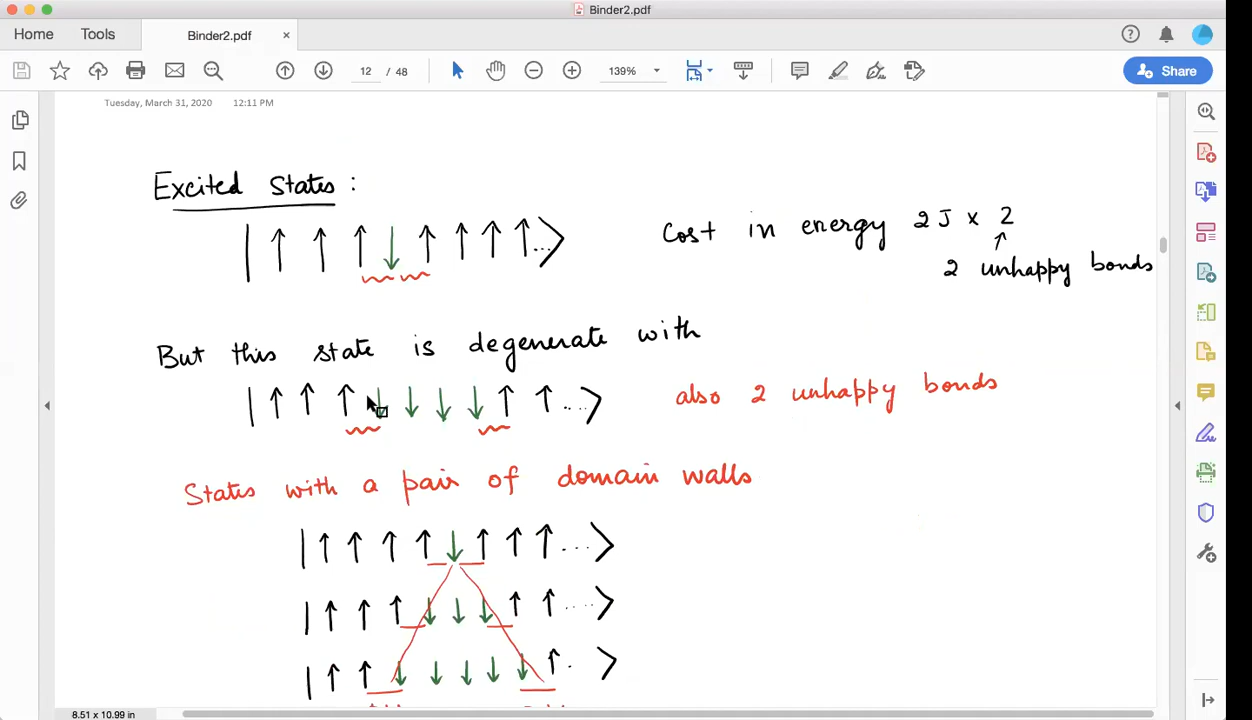 Binder2.pdf
Home
Tools
Binder2.pdf ×
12 / 48
139%
Share
Tuesday, March 31, 2020 12:11 PM
Excited States :
| ↑ ↑ ↑ ↓ ↑ ↑ ↑ ↑ ... ⟩
Cost in energy 2J x 2
↑
2 unhappy bonds
But this state is degenerate with
| ↑ ↑ ↑ ↓ ↓ ↓ ↓ ↑ ↑ ... ⟩
also 2 unhappy bonds
States with a pair of domain walls
| ↑ ↑ ↑ ↑ ↓ ↑ ↑ ↑ ... ⟩
| ↑ ↑ ↑ ↓ ↓ ↓ ↑ ↑ ... ⟩
| ↑ ↑ ↓ ↓ ↓ ↓ ↓ ↑ . ⟩
8.51 x 10.99 in